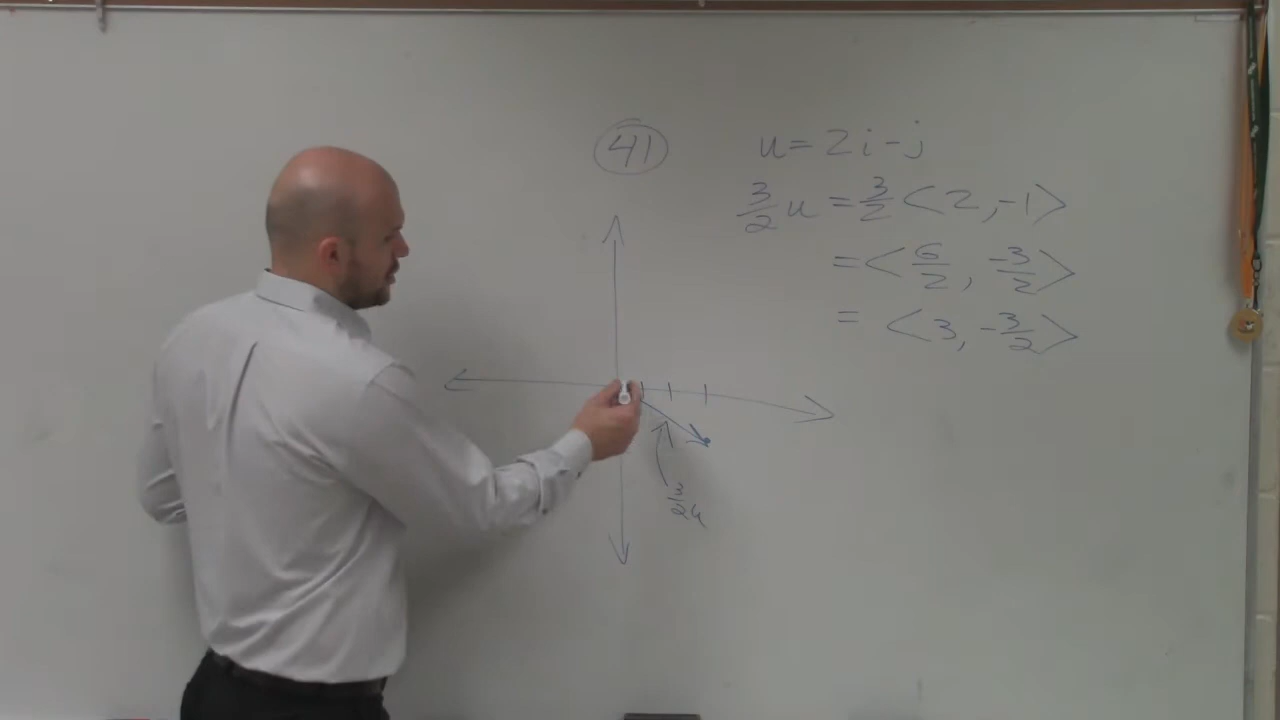 41
u = 2i - j
3/2 u = 3/2 <2, -1>
= <6/2, -3/2>
= <3, -3/2>
3/2 u